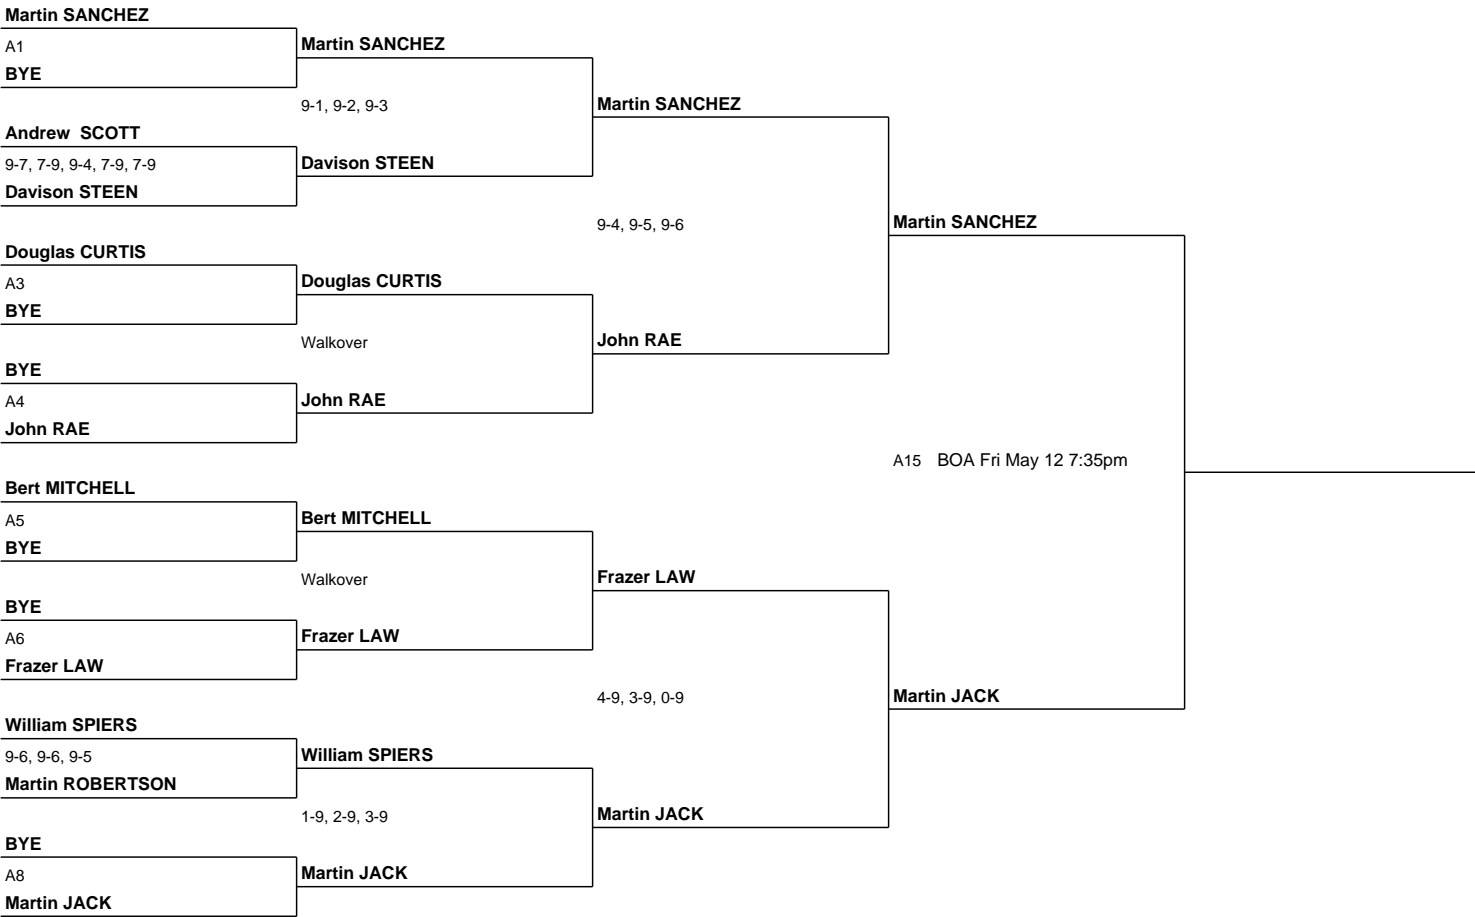 Martin SANCHEZ
A1
BYE
Andrew  SCOTT
9-7, 7-9, 9-4, 7-9, 7-9
Davison STEEN
Douglas CURTIS
A3
BYE
BYE
A4
John RAE
Bert MITCHELL
A5
BYE
BYE
A6
Frazer LAW
William SPIERS
9-6, 9-6, 9-5
Martin ROBERTSON
BYE
A8
Martin JACK
Martin SANCHEZ
9-1, 9-2, 9-3
Davison STEEN
Douglas CURTIS
Walkover
John RAE
Bert MITCHELL
Walkover
Frazer LAW
William SPIERS
1-9, 2-9, 3-9
Martin JACK
Martin SANCHEZ
9-4, 9-5, 9-6
John RAE
Frazer LAW
4-9, 3-9, 0-9
Martin JACK
Martin SANCHEZ
A15 BOA Fri May 12 7:35pm
Martin JACK